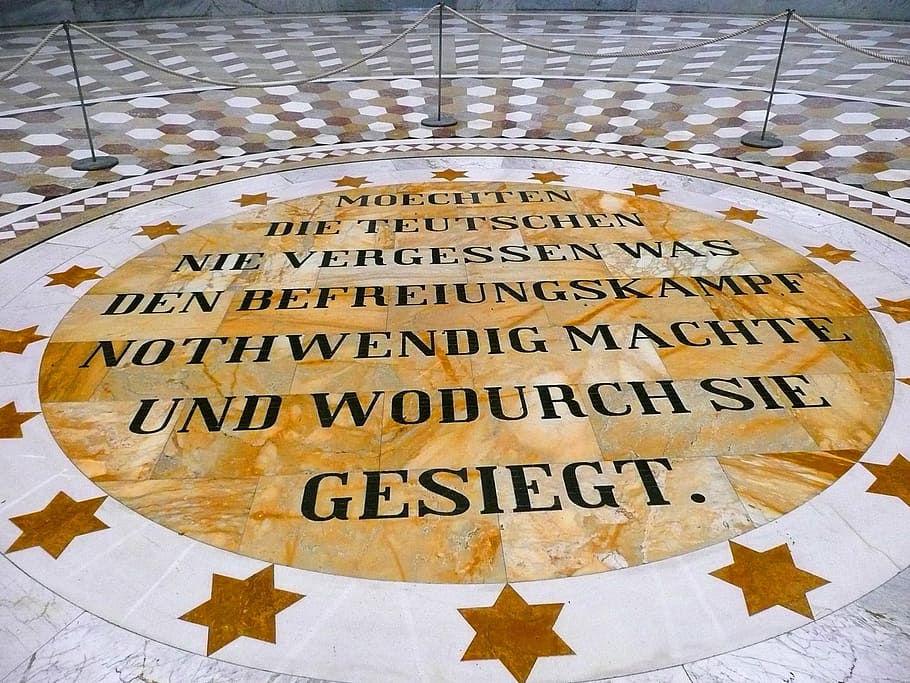 MOECHTEN
DIE TEUTSCHEN
NIE VERGESSEN WAS
DEN BEFREIUNGSKAMPF
NOTHWENDIG MACHTE
UND WODURCH SIE
GESIEGT.